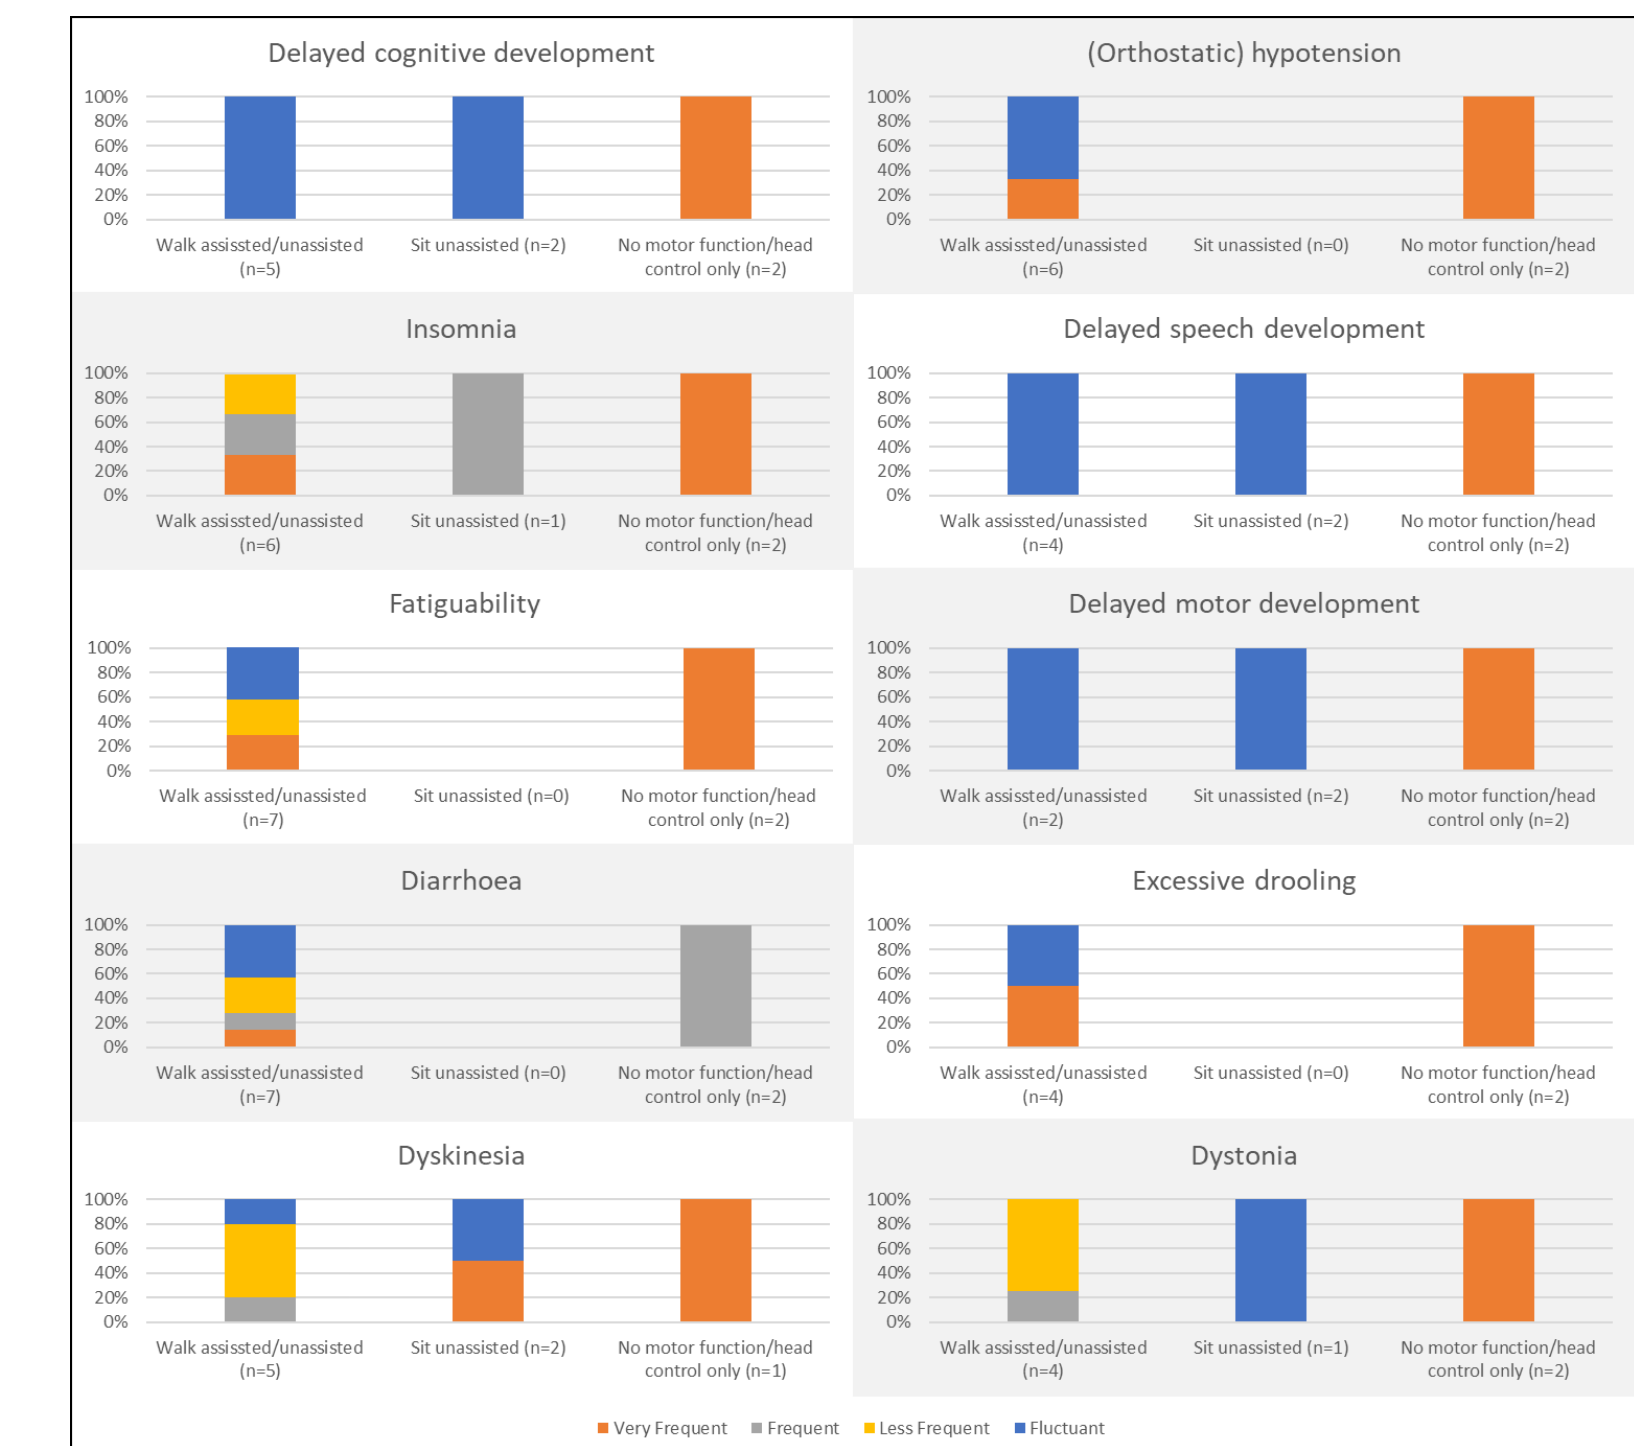 Delayed cognitive development
100%
80%
60%
40%
20%
0%
Walk assissted/unassisted
(n=5)
Sit unassisted (n=2)
No motor function/head
control only (n=2)
(Orthostatic) hypotension
100%
80%
60%
40%
20%
0%
Walk assissted/unassisted
(n=6)
Sit unassisted (n=0)
No motor function/head
control only (n=2)
Insomnia
100%
80%
60%
40%
20%
0%
Walk assissted/unassisted
(n=6)
Sit unassisted (n=1)
No motor function/head
control only (n=2)
Delayed speech development
100%
80%
60%
40%
20%
0%
Walk assissted/unassisted
(n=4)
Sit unassisted (n=2)
No motor function/head
control only (n=2)
Fatiguability
100%
80%
60%
40%
20%
0%
Walk assissted/unassisted
(n=7)
Sit unassisted (n=0)
No motor function/head
control only (n=2)
Delayed motor development
100%
80%
60%
40%
20%
0%
Walk assissted/unassisted
(n=2)
Sit unassisted (n=2)
No motor function/head
control only (n=2)
Diarrhoea
100%
80%
60%
40%
20%
0%
Walk assissted/unassisted
(n=7)
Sit unassisted (n=0)
No motor function/head
control only (n=2)
Excessive drooling
100%
80%
60%
40%
20%
0%
Walk assissted/unassisted
(n=4)
Sit unassisted (n=0)
No motor function/head
control only (n=2)
Dyskinesia
100%
80%
60%
40%
20%
0%
Walk assissted/unassisted
(n=5)
Sit unassisted (n=2)
No motor function/head
control only (n=1)
Dystonia
100%
80%
60%
40%
20%
0%
Walk assissted/unassisted
(n=4)
Sit unassisted (n=1)
No motor function/head
control only (n=2)
Very Frequent Frequent Less Frequent Fluctuant